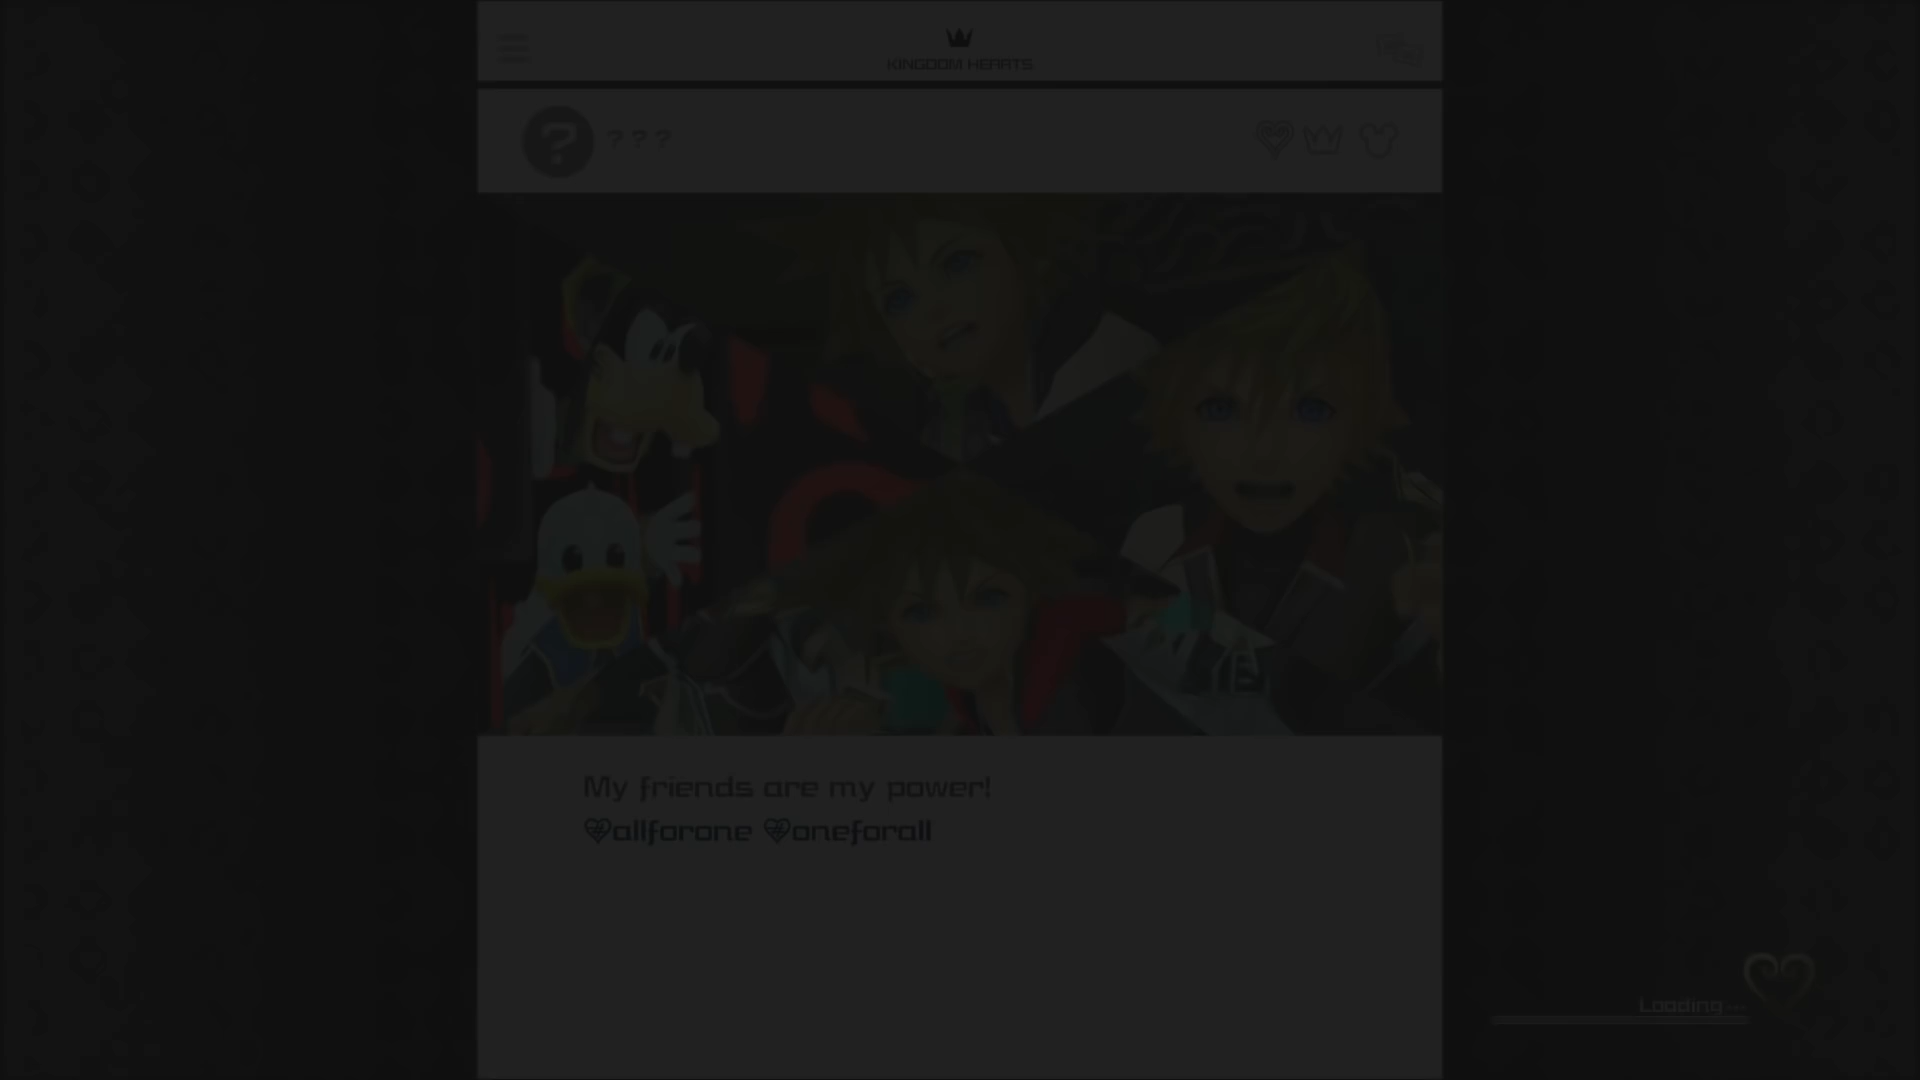 KINGDOM HEARTS
? ? ? ?
My friends are my power!
allforone oneforall
Loading...